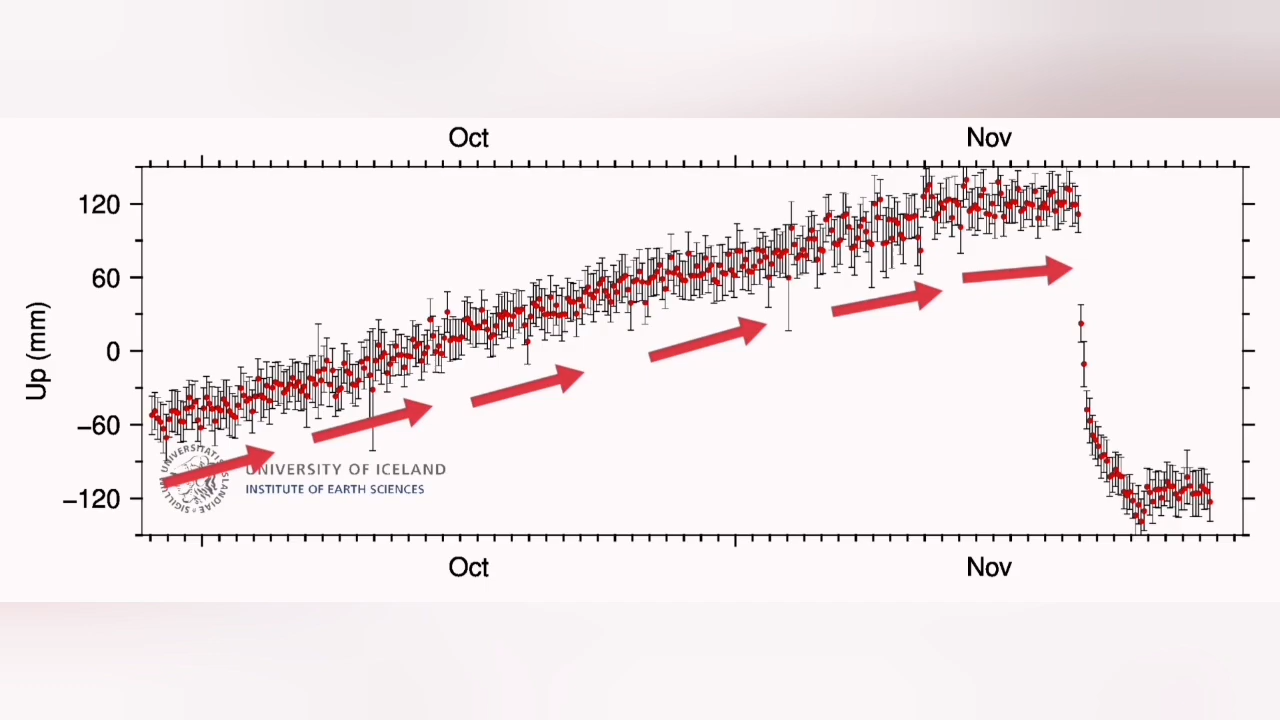 Oct Nov
120
60
0
−60
−120
Up (mm)
UNIVERSITY OF ICELAND
INSTITUTE OF EARTH SCIENCES
Oct Nov